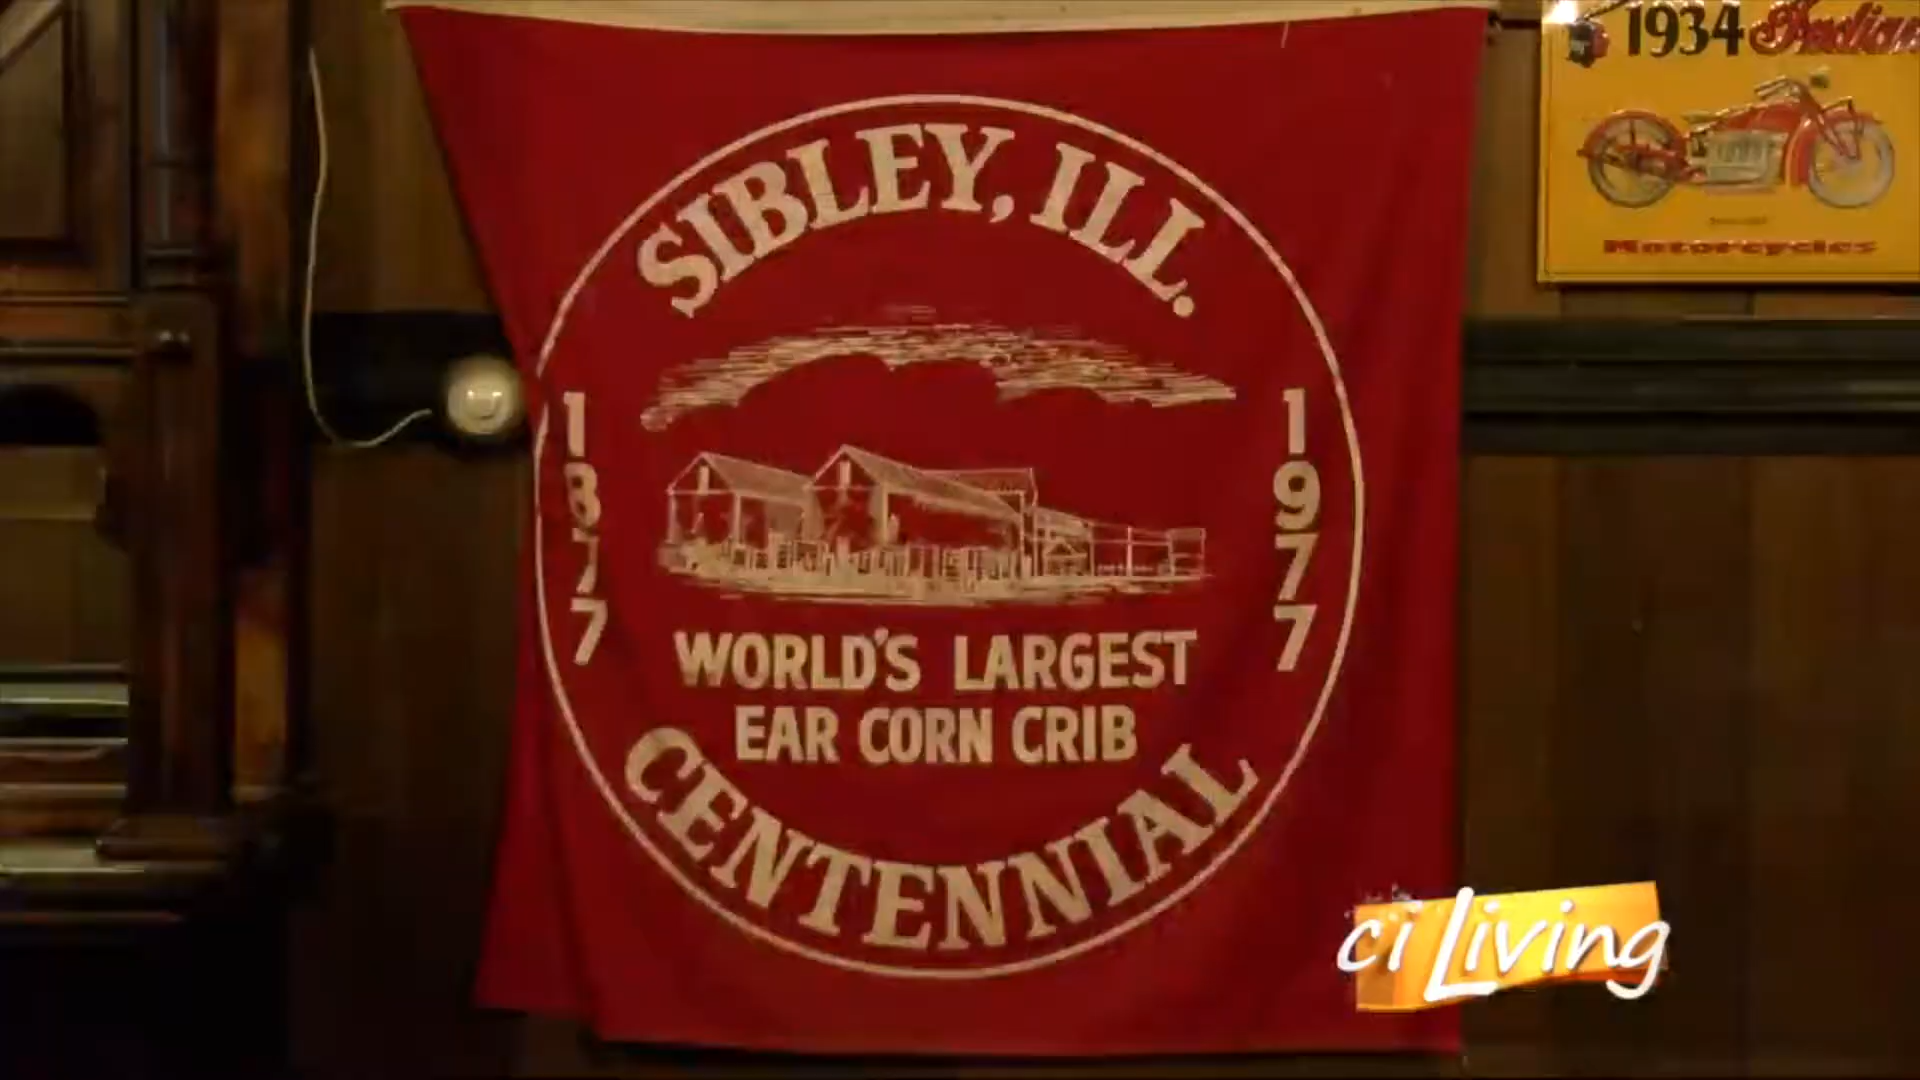 SIBLEY, ILL.
1877
1977
WORLD'S LARGEST
EAR CORN CRIB
CENTENNIAL
1934 Indian
Motorcycles
ci Living